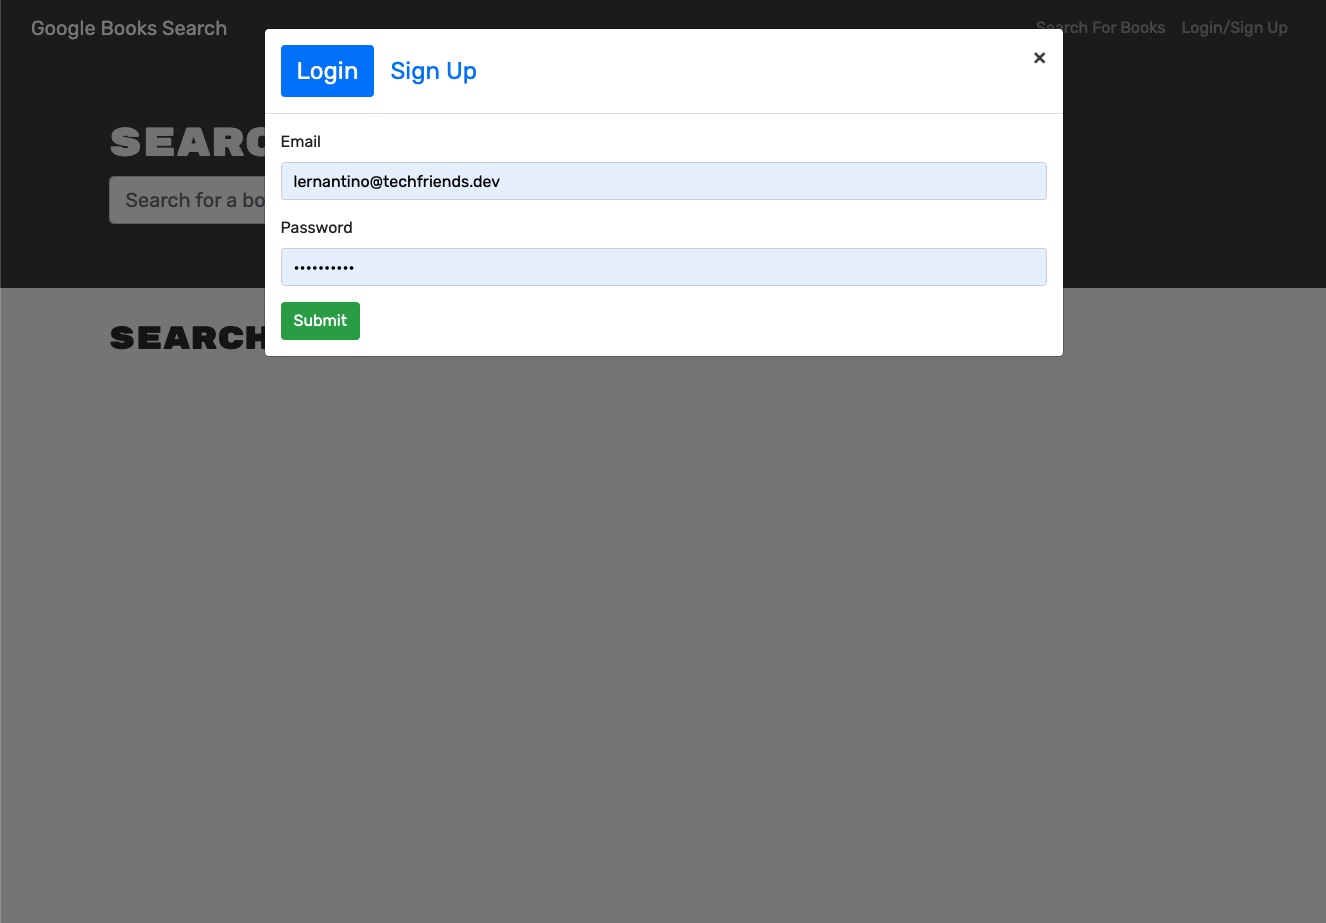 Google Books Search
Search For Books Login/Sign Up
Login Sign Up
×
SEARC
Search for a bo
Email
lernantino@techfriends.dev
Password
••••••••••
Submit
SEARCH